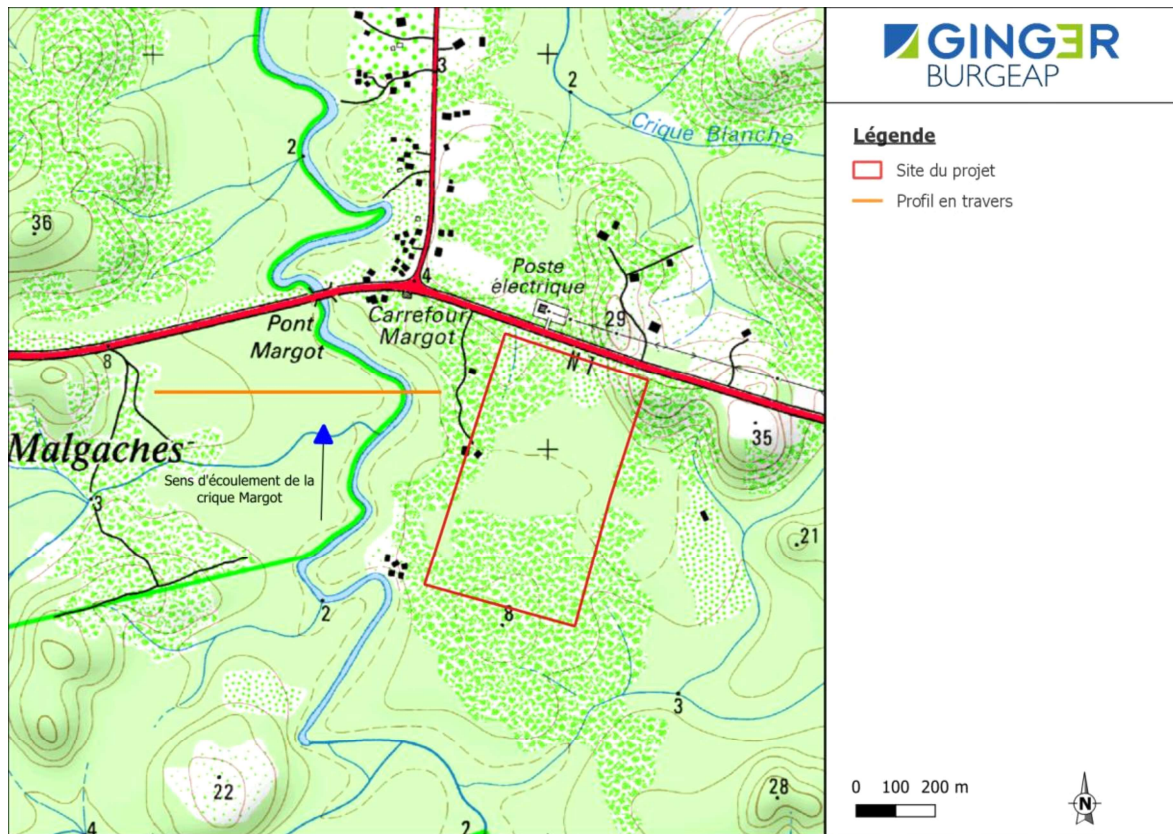 GINGER
BURGEAP
Légende
Site du projet
Profil en travers
3
2
Crique Blanche
2
36
4
Poste
électrique
Carrefour
Margot
Pont
Margot
29
N 1
8
35
Malgaches
Sens d'écoulement de la
crique Margot
3
21
2
8
3
22
28
4
2
0 100 200 m
N